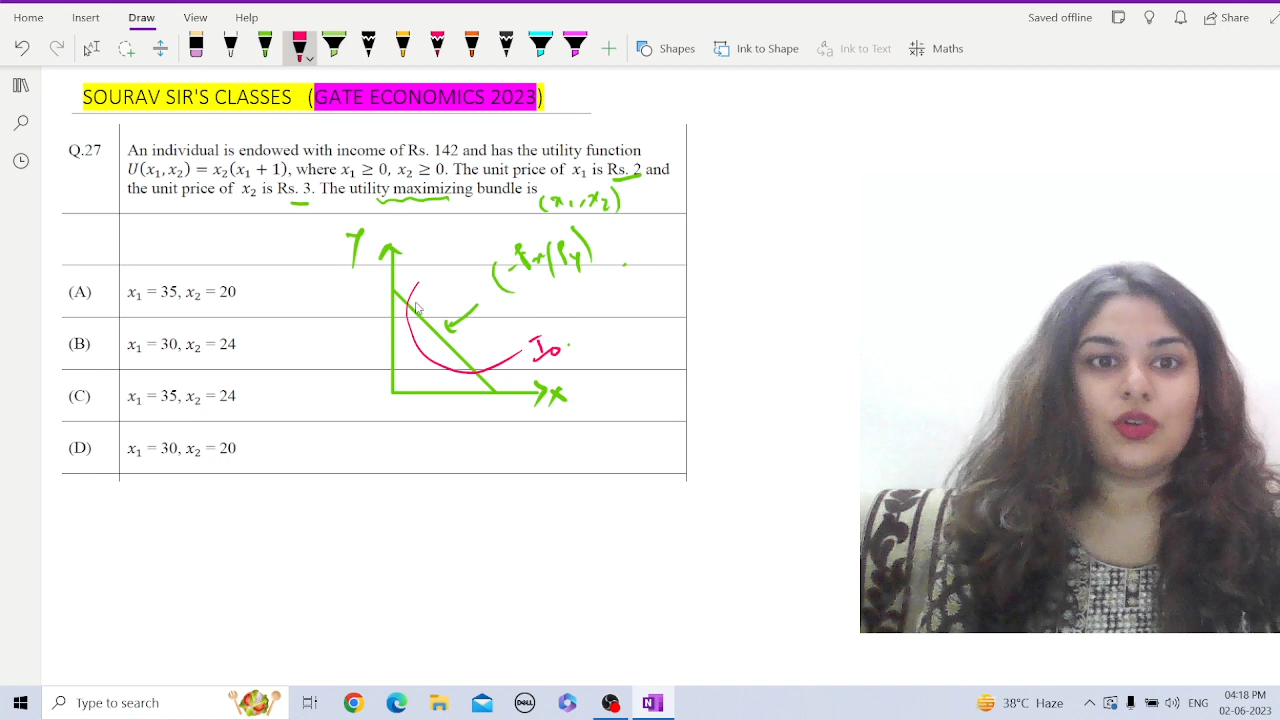 Home Insert Draw View Help Saved offline Share
Shapes Ink to Shape Ink to Text Maths
SOURAV SIR'S CLASSES (GATE ECONOMICS 2023)
Q.27 An individual is endowed with income of Rs. 142 and has the utility function
U(x₁, x₂) = x₂(x₁ + 1), where x₁ ≥ 0, x₂ ≥ 0. The unit price of x₁ is Rs. 2 and
the unit price of x₂ is Rs. 3. The utility maximizing bundle is
(x₁, x₂)
Y
(-Px/Py)
(A) x₁ = 35, x₂ = 20
(B) x₁ = 30, x₂ = 24
I₀
(C) x₁ = 35, x₂ = 24
X
(D) x₁ = 30, x₂ = 20
Type to search
DELL
N
38°C Haze
ENG
04:18 PM
02-06-2023